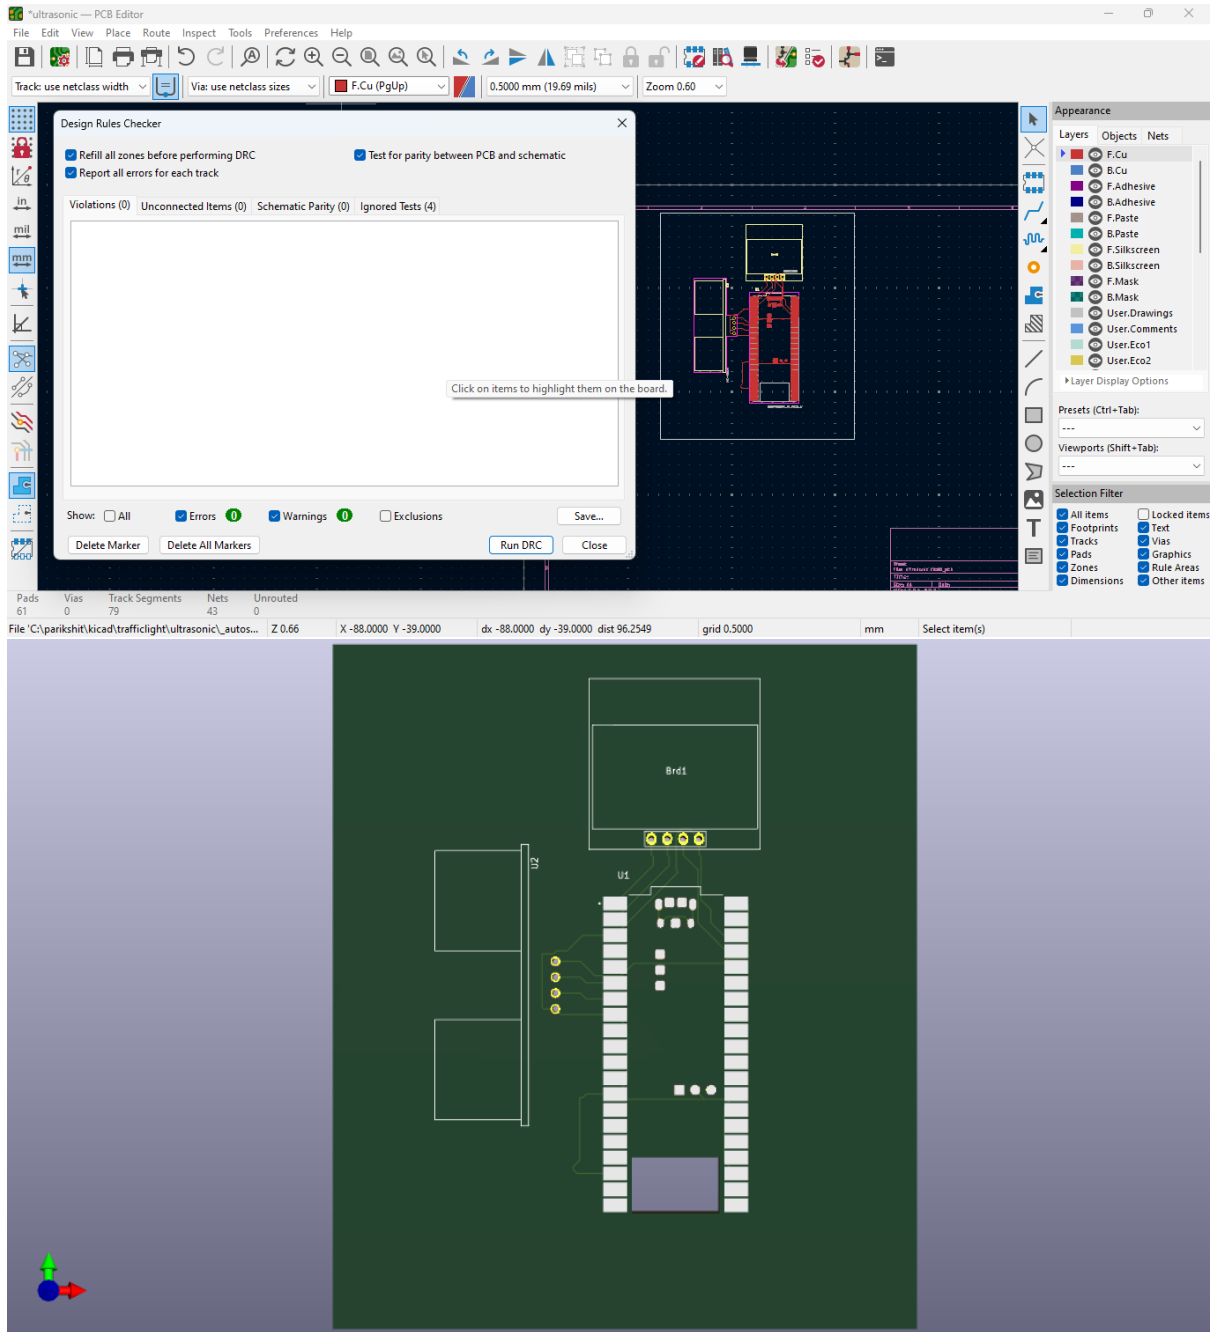 *ultrasonic — PCB Editor
File Edit View Place Route Inspect Tools Preferences Help
Track: use netclass width Via: use netclass sizes F.Cu (PgUp) 0.5000 mm (19.69 mils) Zoom 0.60
in
mil
mm
Design Rules Checker
Refill all zones before performing DRC
Test for parity between PCB and schematic
Report all errors for each track
Violations (0) Unconnected Items (0) Schematic Parity (0) Ignored Tests (4)
Click on items to highlight them on the board.
Show: All Errors 0 Warnings 0 Exclusions Save...
Delete Marker Delete All Markers Run DRC Close
Appearance
Layers Objects Nets
F.Cu
B.Cu
F.Adhesive
B.Adhesive
F.Paste
B.Paste
F.Silkscreen
B.Silkscreen
F.Mask
B.Mask
User.Drawings
User.Comments
User.Eco1
User.Eco2
Layer Display Options
Presets (Ctrl+Tab):
---
Viewports (Shift+Tab):
---
Selection Filter
All items Locked items
Footprints Text
Tracks Vias
Pads Graphics
Zones Rule Areas
Dimensions Other items
Pads Vias Track Segments Nets Unrouted
61 0 79 43 0
File 'C:\parikshit\kicad\trafficlight\ultrasonic\_autos... Z 0.66 X -88.0000 Y -39.0000 dx -88.0000 dy -39.0000 dist 96.2549 grid 0.5000 mm Select item(s)
Brd1
U2
U1